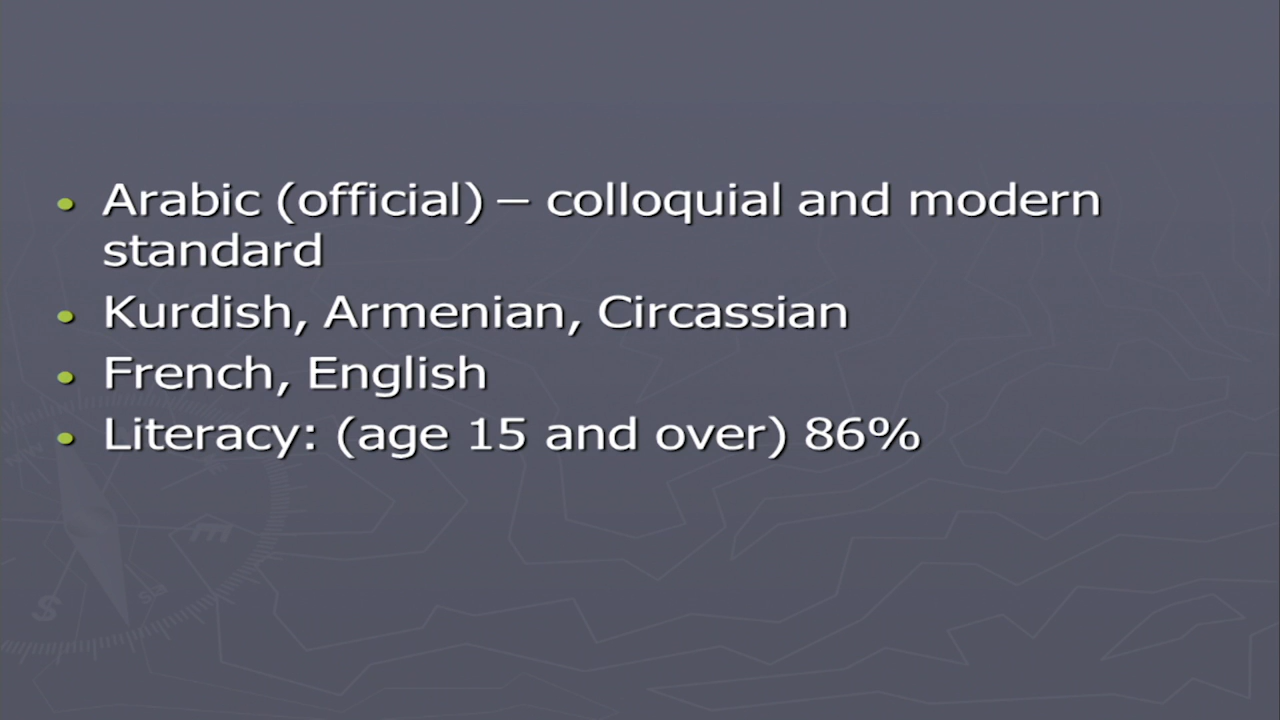 • Arabic (official) – colloquial and modern
standard
• Kurdish, Armenian, Circassian
• French, English
• Literacy: (age 15 and over) 86%
E
S